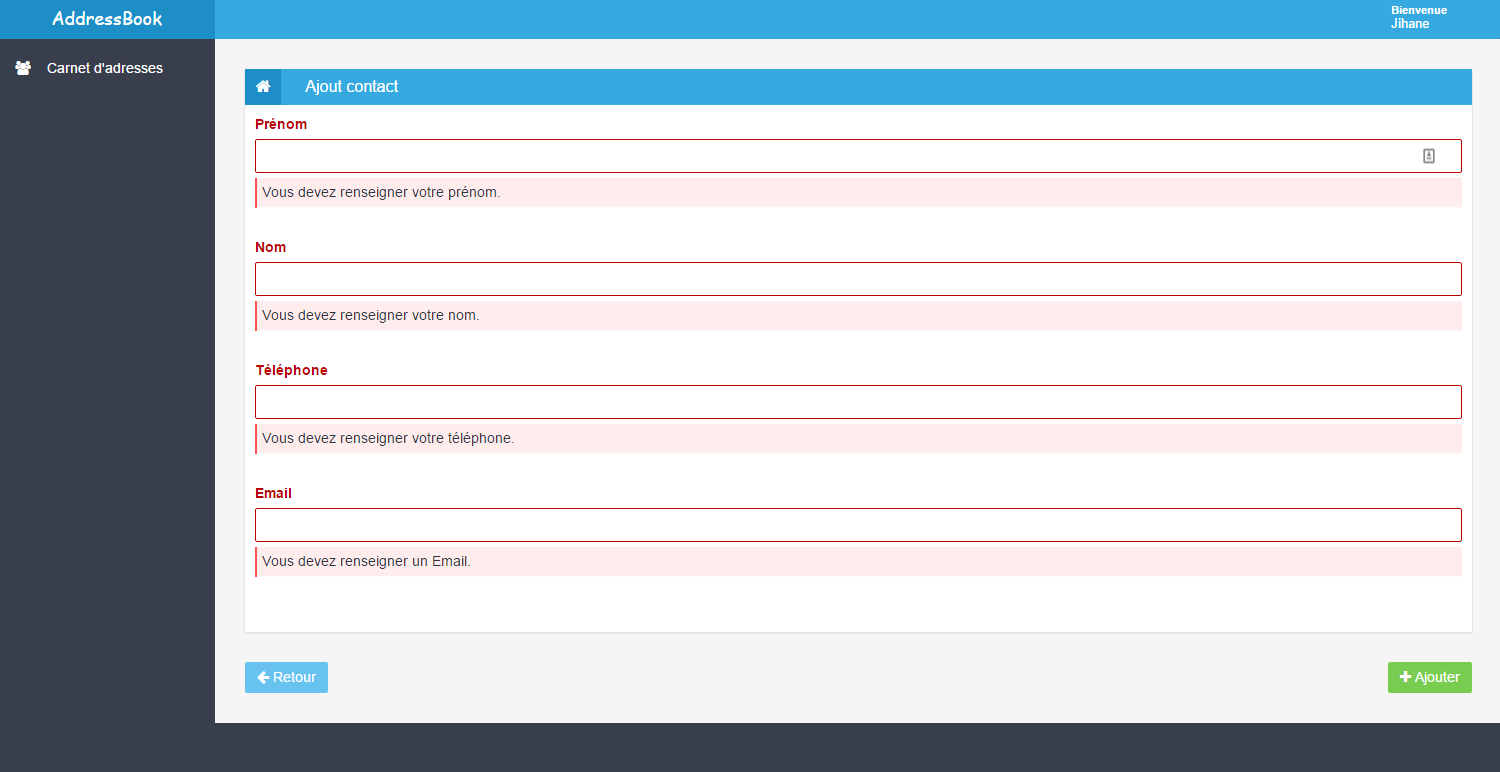 AddressBook
Bienvenue
Jihane
Carnet d'adresses
Ajout contact
Prénom
Vous devez renseigner votre prénom.
Nom
Vous devez renseigner votre nom.
Téléphone
Vous devez renseigner votre téléphone.
Email
Vous devez renseigner un Email.
Retour
Ajouter